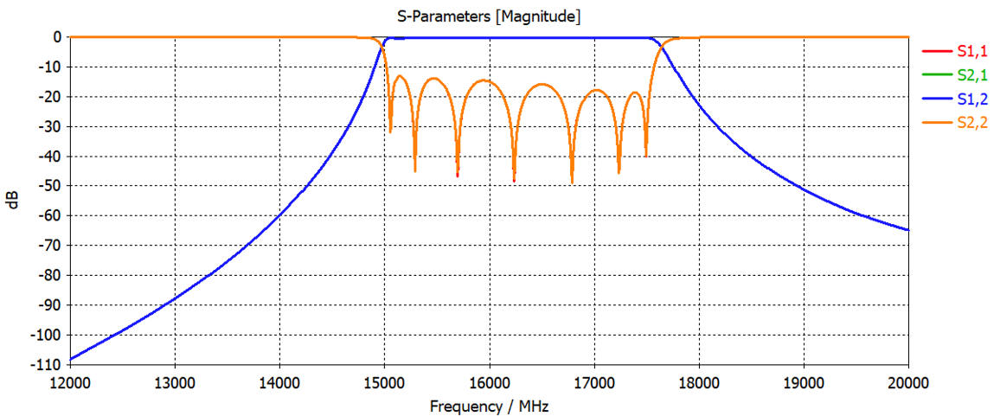 S-Parameters [Magnitude]
0
-10
-20
-30
-40
-50
-60
-70
-80
-90
-100
-110
dB
12000 13000 14000 15000 16000 17000 18000 19000 20000
Frequency / MHz
S1,1
S2,1
S1,2
S2,2